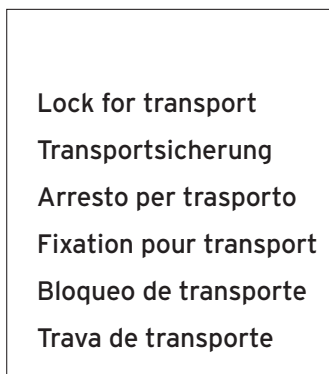 Lock for transport
Transportsicherung
Arresto per trasporto
Fixation pour transport
Bloqueo de transporte
Trava de transporte